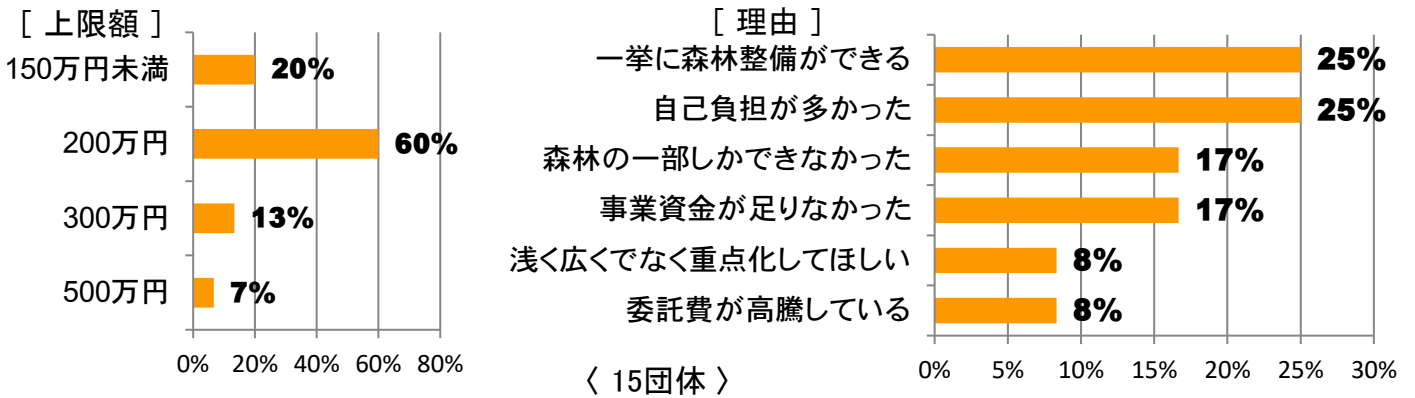 [ 上限額 ]
150万円未満 20%
200万円 60%
300万円 13%
500万円 7%
0% 20% 40% 60% 80%
[ 理由 ]
一挙に森林整備ができる 25%
自己負担が多かった 25%
森林の一部しかできなかった 17%
事業資金が足りなかった 17%
浅く広くでなく重点化してほしい 8%
委託費が高騰している 8%
0% 5% 10% 15% 20% 25% 30%
〈 15団体 〉